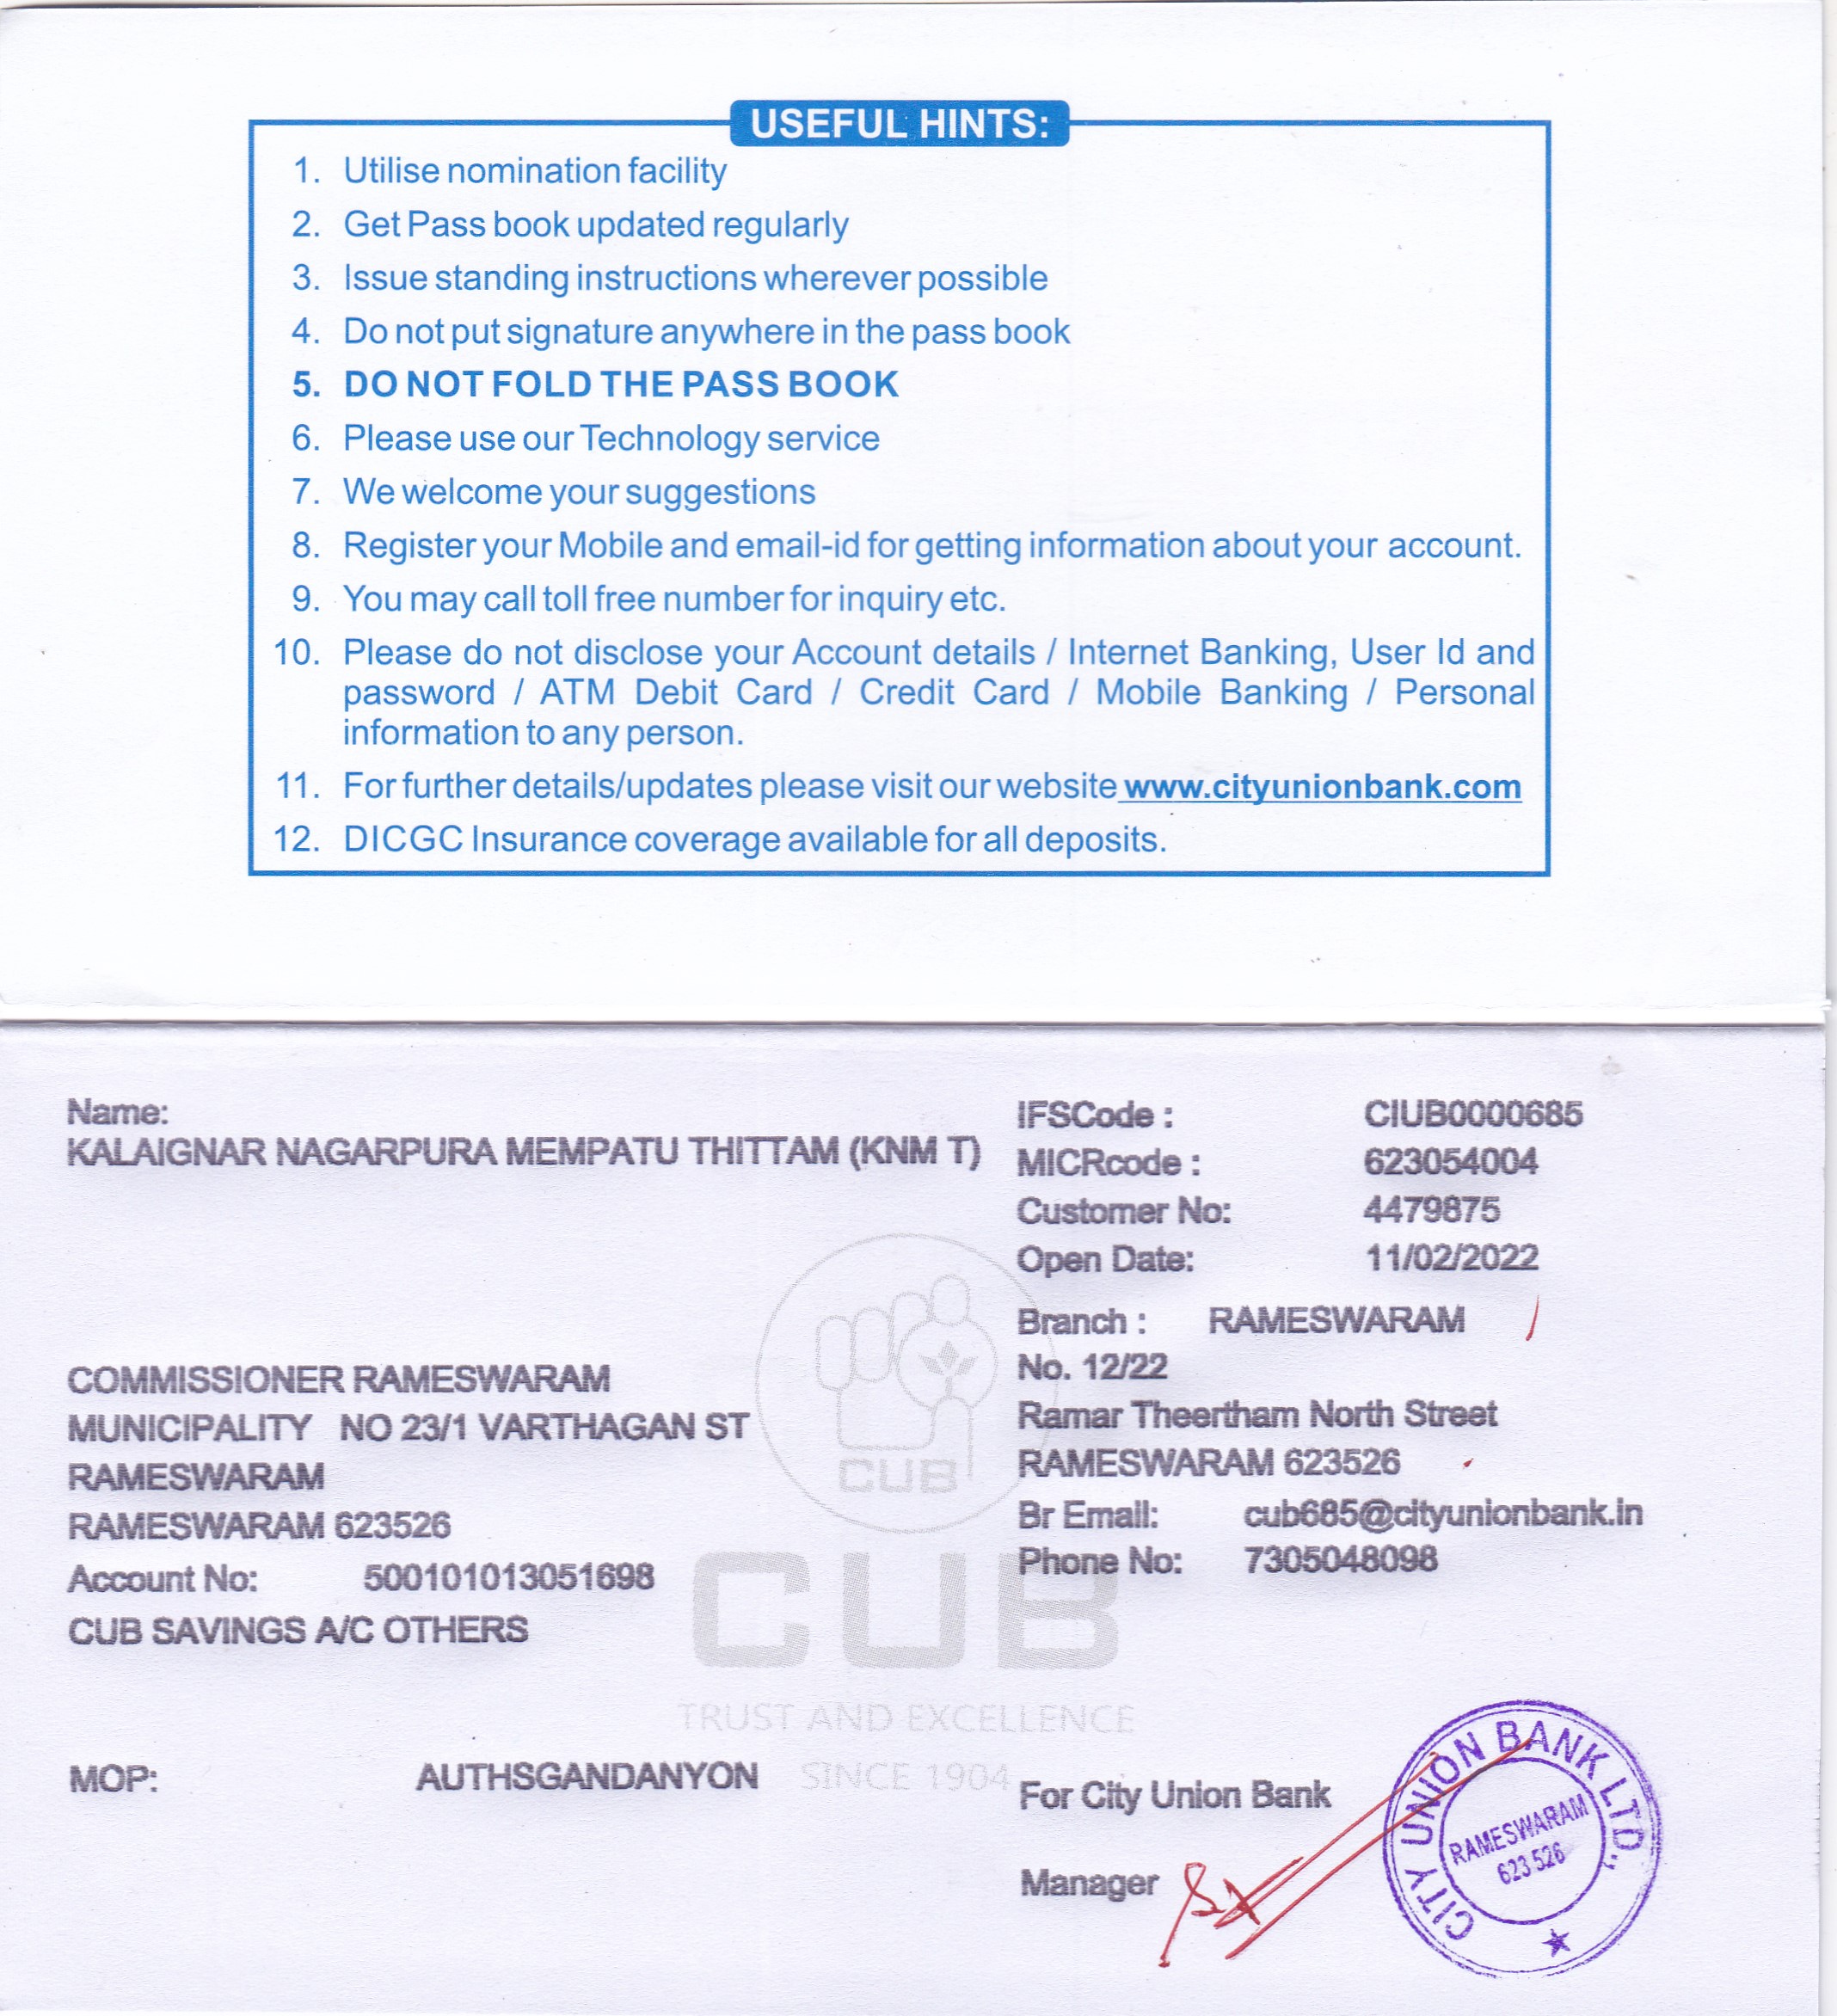 USEFUL HINTS:
1. Utilise nomination facility
2. Get Pass book updated regularly
3. Issue standing instructions wherever possible
4. Do not put signature anywhere in the pass book
5. DO NOT FOLD THE PASS BOOK
6. Please use our Technology service
7. We welcome your suggestions
8. Register your Mobile and email-id for getting information about your account.
9. You may call toll free number for inquiry etc.
10. Please do not disclose your Account details / Internet Banking, User Id and
password / ATM Debit Card / Credit Card / Mobile Banking / Personal
information to any person.
11. For further details/updates please visit our website www.cityunionbank.com
12. DICGC Insurance coverage available for all deposits.
Name:
KALAIGNAR NAGARPURA MEMPATU THITTAM (KNM T)
COMMISSIONER RAMESWARAM
MUNICIPALITY NO 23/1 VARTHAGAN ST
RAMESWARAM
RAMESWARAM 623526
Account No: 500101013051698
CUB SAVINGS A/C OTHERS
MOP: AUTHSGANDANYON
IFSCode : CIUB0000685
MICRcode : 623054004
Customer No: 4479875
Open Date: 11/02/2022
Branch : RAMESWARAM
No. 12/22
Ramar Theertham North Street
RAMESWARAM 623526
Br Email: cub685@cityunionbank.in
Phone No: 7305048098
CUB
CUB
TRUST AND EXCELLENCE
SINCE 1904
For City Union Bank
Manager
CITY UNION BANK LTD.,
RAMESWARAM
623 526